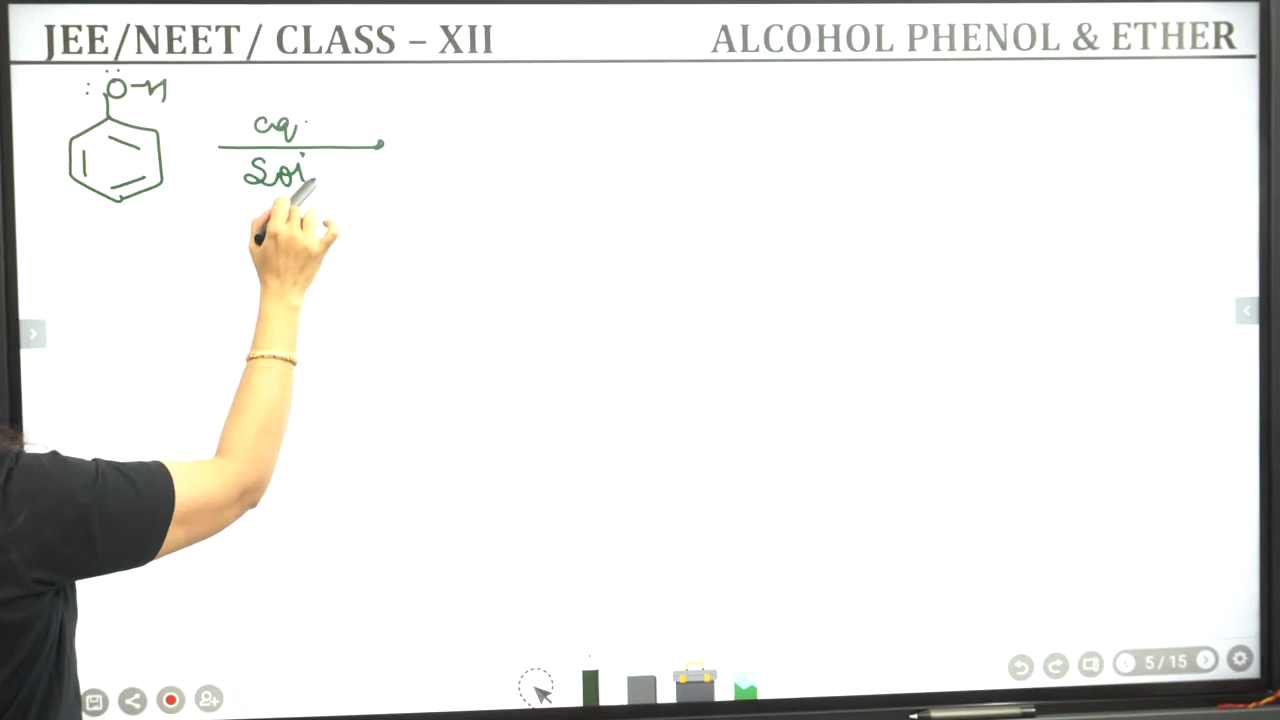 JEE/NEET/ CLASS – XII
ALCOHOL PHENOL & ETHER
:Ö–H
aq.
Sol
5 / 15